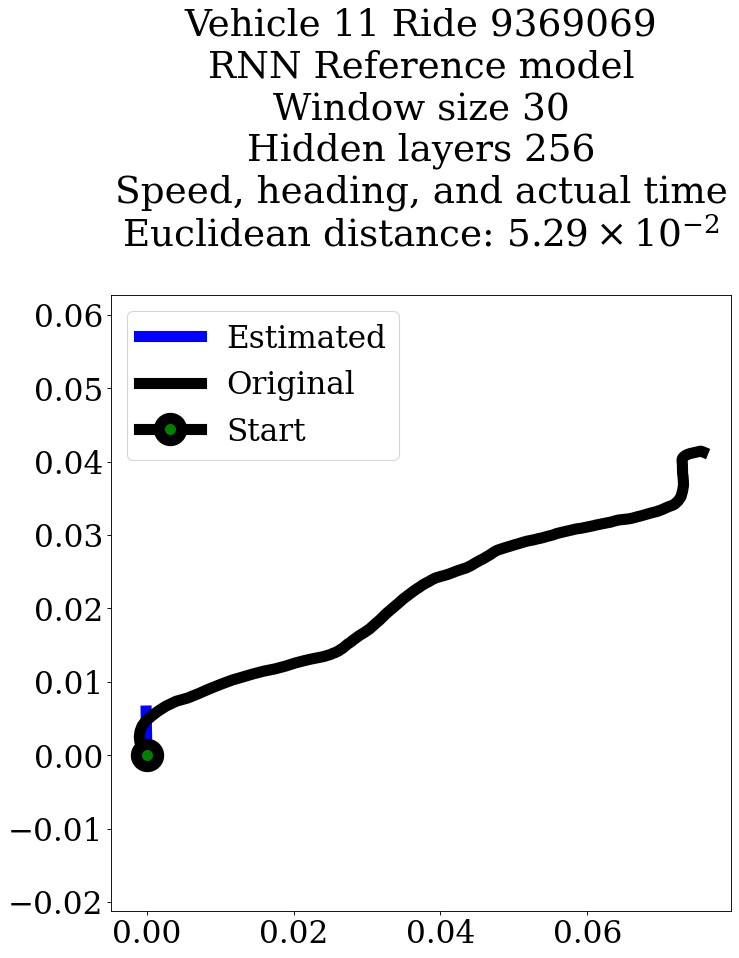 Vehicle 11 Ride 9369069
RNN Reference model
Window size 30
Hidden layers 256
Speed, heading, and actual time
Euclidean distance: 5.29 × 10⁻²
Estimated
Original
Start
0.06
0.05
0.04
0.03
0.02
0.01
0.00
−0.01
−0.02
0.00 0.02 0.04 0.06